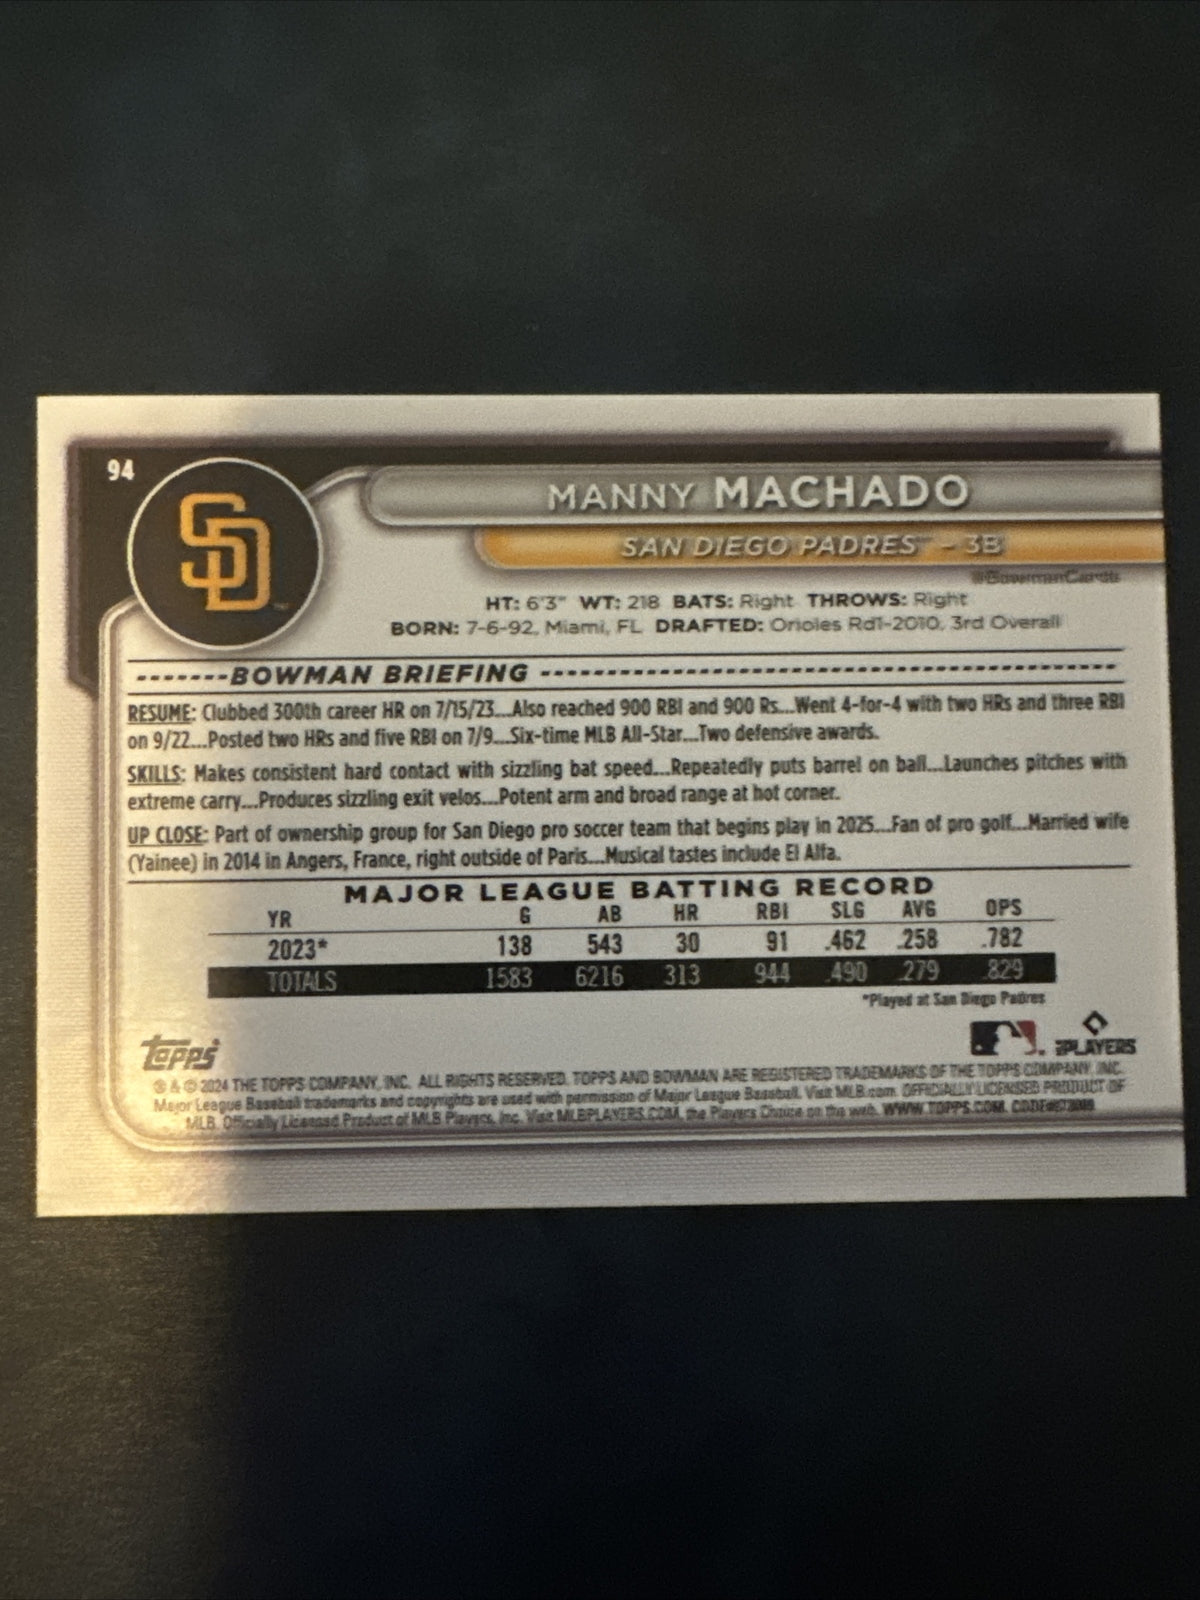 94
SD
MANNY MACHADO
SAN DIEGO PADRES™ – 3B
@BowmanCards
HT: 6'3" WT: 218 BATS: Right THROWS: Right
BORN: 7-6-92, Miami, FL DRAFTED: Orioles Rd1-2010, 3rd Overall
BOWMAN BRIEFING
RESUME: Clubbed 300th career HR on 7/15/23...Also reached 900 RBI and 900 Rs...Went 4-for-4 with two HRs and three RBI
on 9/22...Posted two HRs and five RBI on 7/9...Six-time MLB All-Star...Two defensive awards.
SKILLS: Makes consistent hard contact with sizzling bat speed...Repeatedly puts barrel on ball...Launches pitches with
extreme carry...Produces sizzling exit velos...Potent arm and broad range at hot corner.
UP CLOSE: Part of ownership group for San Diego pro soccer team that begins play in 2025...Fan of pro golf...Married wife
(Yainee) in 2014 in Angers, France, right outside of Paris...Musical tastes include El Alfa.
MAJOR LEAGUE BATTING RECORD
YR G AB HR RBI SLG AVG OPS
2023* 138 543 30 91 .462 .258 .782
TOTALS 1583 6216 313 944 .490 .279 .829
*Played at San Diego Padres
Topps
PLAYERS
® & © 2024 THE TOPPS COMPANY, INC. ALL RIGHTS RESERVED. TOPPS AND BOWMAN ARE REGISTERED TRADEMARKS OF THE TOPPS COMPANY, INC.
Major League Baseball trademarks and copyrights are used with permission of Major League Baseball. Visit MLB.com. OFFICIALLY LICENSED PRODUCT OF
MLB. Officially Licensed Product of MLB Players, Inc. Visit MLBPLAYERS.COM, the Players Choice on the web. WWW.TOPPS.COM.